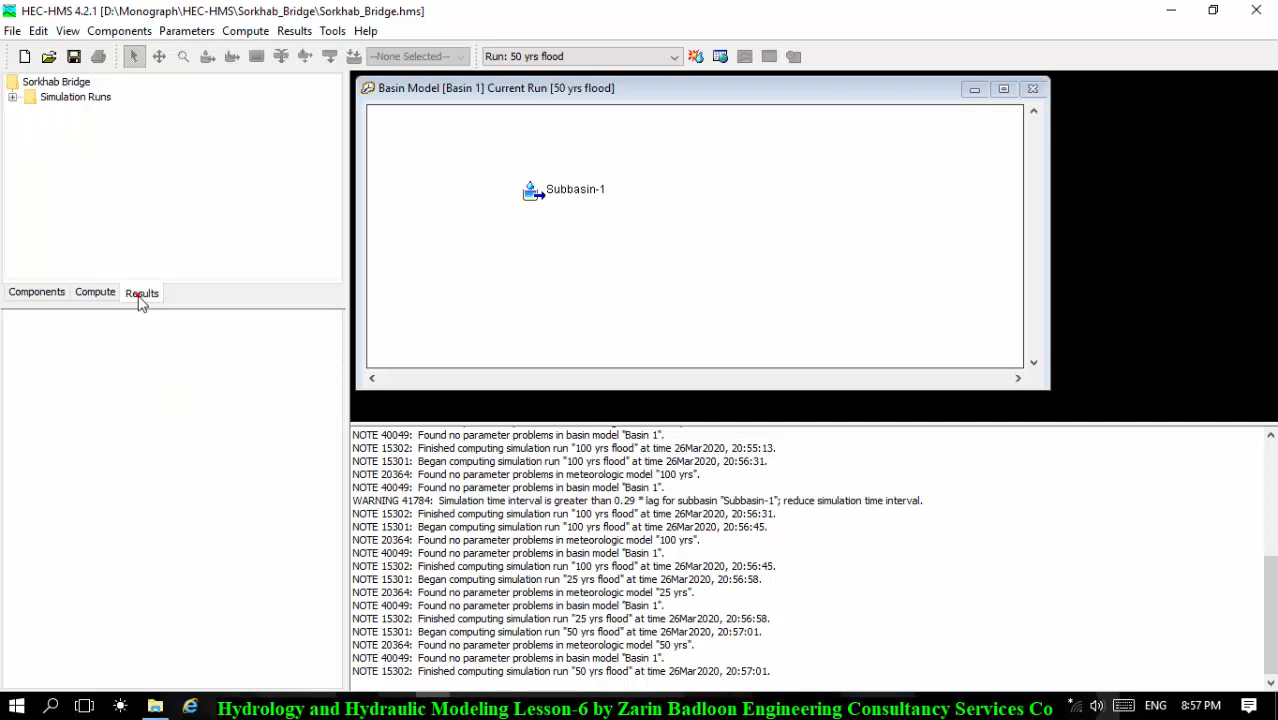 HEC-HMS 4.2.1 [D:\Monograph\HEC-HMS\Sorkhab_Bridge\Sorkhab_Bridge.hms]
File Edit View Components Parameters Compute Results Tools Help
--None Selected-- Run: 50 yrs flood
Sorkhab Bridge
Simulation Runs
Components Compute Results
Basin Model [Basin 1] Current Run [50 yrs flood]
Subbasin-1
NOTE 40049: Found no parameter problems in basin model "Basin 1".
NOTE 15302: Finished computing simulation run "100 yrs flood" at time 26Mar2020, 20:55:13.
NOTE 15301: Began computing simulation run "100 yrs flood" at time 26Mar2020, 20:56:31.
NOTE 20364: Found no parameter problems in meteorologic model "100 yrs".
NOTE 40049: Found no parameter problems in basin model "Basin 1".
WARNING 41784: Simulation time interval is greater than 0.29 * lag for subbasin "Subbasin-1"; reduce simulation time interval.
NOTE 15302: Finished computing simulation run "100 yrs flood" at time 26Mar2020, 20:56:31.
NOTE 15301: Began computing simulation run "100 yrs flood" at time 26Mar2020, 20:56:45.
NOTE 20364: Found no parameter problems in meteorologic model "100 yrs".
NOTE 40049: Found no parameter problems in basin model "Basin 1".
NOTE 15302: Finished computing simulation run "100 yrs flood" at time 26Mar2020, 20:56:45.
NOTE 15301: Began computing simulation run "25 yrs flood" at time 26Mar2020, 20:56:58.
NOTE 20364: Found no parameter problems in meteorologic model "25 yrs".
NOTE 40049: Found no parameter problems in basin model "Basin 1".
NOTE 15302: Finished computing simulation run "25 yrs flood" at time 26Mar2020, 20:56:58.
NOTE 15301: Began computing simulation run "50 yrs flood" at time 26Mar2020, 20:57:01.
NOTE 20364: Found no parameter problems in meteorologic model "50 yrs".
NOTE 40049: Found no parameter problems in basin model "Basin 1".
NOTE 15302: Finished computing simulation run "50 yrs flood" at time 26Mar2020, 20:57:01.
Hydrology and Hydraulic Modeling Lesson-6 by Zarin Badloon Engineering Consultancy Services Co
ENG 8:57 PM